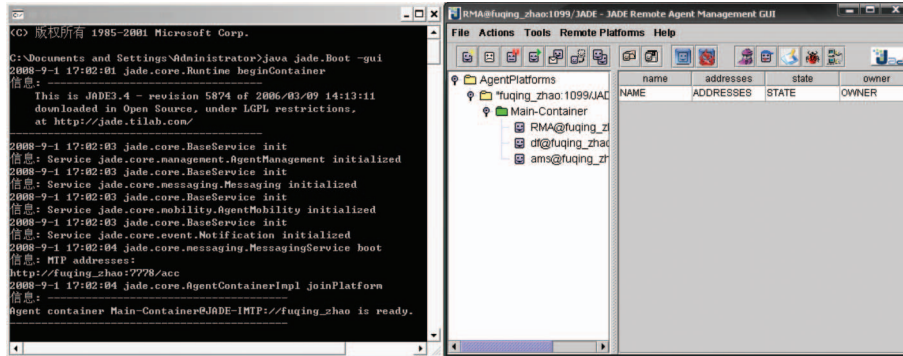 (C) 版权所有 1985-2001 Microsoft Corp.
C:\Documents and Settings\Administrator>java jade.Boot -gui
2008-9-1 17:02:01 jade.core.Runtime beginContainer
信息: ----------------------------------
This is JADE3.4 - revision 5874 of 2006/03/09 14:13:11
downloaded in Open Source, under LGPL restrictions,
at http://jade.tilab.com/
----------------------------------------
2008-9-1 17:02:03 jade.core.BaseService init
信息: Service jade.core.management.AgentManagement initialized
2008-9-1 17:02:03 jade.core.BaseService init
信息: Service jade.core.messaging.Messaging initialized
2008-9-1 17:02:03 jade.core.BaseService init
信息: Service jade.core.mobility.AgentMobility initialized
2008-9-1 17:02:03 jade.core.BaseService init
信息: Service jade.core.event.Notification initialized
2008-9-1 17:02:04 jade.core.messaging.MessagingService boot
信息: MTP addresses:
http://fuqing_zhao:7778/acc
2008-9-1 17:02:04 jade.core.AgentContainerImpl joinPlatform
信息: --------------------------------------
Agent container Main-Container@JADE-IMTP://fuqing_zhao is ready.
--------------------------------------------
RMA@fuqing_zhao:1099/JADE - JADE Remote Agent Management GUI
File Actions Tools Remote Platforms Help
AgentPlatforms
"fuqing_zhao:1099/JAD
Main-Container
RMA@fuqing_zl
df@fuqing_zhac
ams@fuqing_zh
name addresses state owner
NAME ADDRESSES STATE OWNER